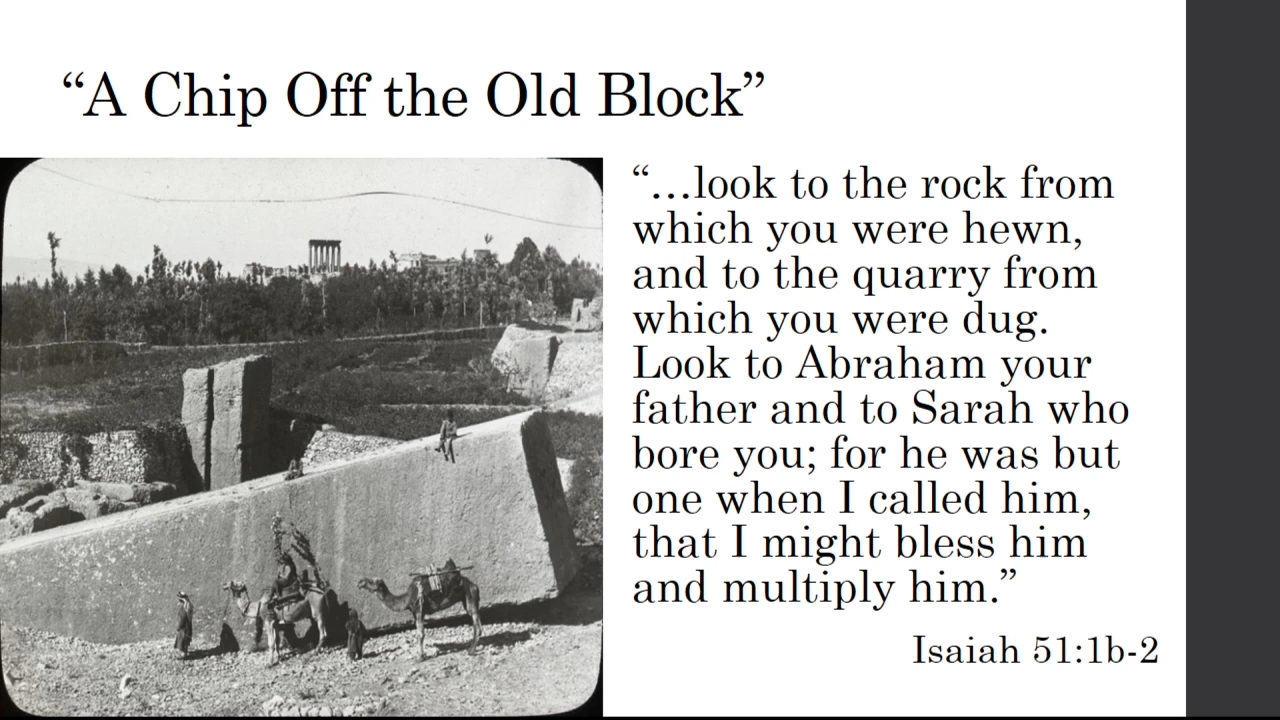 “A Chip Off the Old Block”
“…look to the rock from
which you were hewn,
and to the quarry from
which you were dug.
Look to Abraham your
father and to Sarah who
bore you; for he was but
one when I called him,
that I might bless him
and multiply him.”
Isaiah 51:1b-2